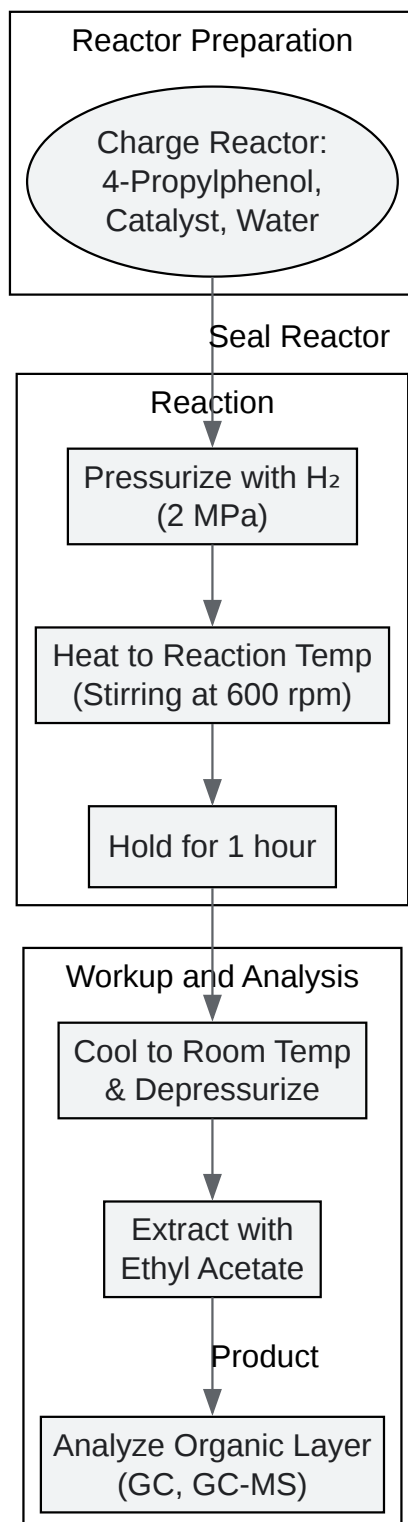 Reactor Preparation
Charge Reactor:
4-Propylphenol,
Catalyst, Water
Seal Reactor
Reaction
Pressurize with H₂
(2 MPa)
Heat to Reaction Temp
(Stirring at 600 rpm)
Hold for 1 hour
Workup and Analysis
Cool to Room Temp
& Depressurize
Extract with
Ethyl Acetate
Product
Analyze Organic Layer
(GC, GC-MS)